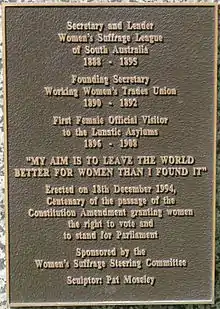 Secretary and Leader
Women's Suffrage League
of South Australia
1888 - 1895
Founding Secretary
Working Women's Trades Union
1890 - 1892
First Female Official Visitor
to the Lunatic Asylums
1896 - 1908
"MY AIM IS TO LEAVE THE WORLD
BETTER FOR WOMEN THAN I FOUND IT"
Erected on 18th December 1994,
Centenary of the passage of the
Constitution Amendment granting women
the right to vote and
to stand for Parliament
Sponsored by the
Women's Suffrage Steering Committee
Sculptor: Pat Moseley